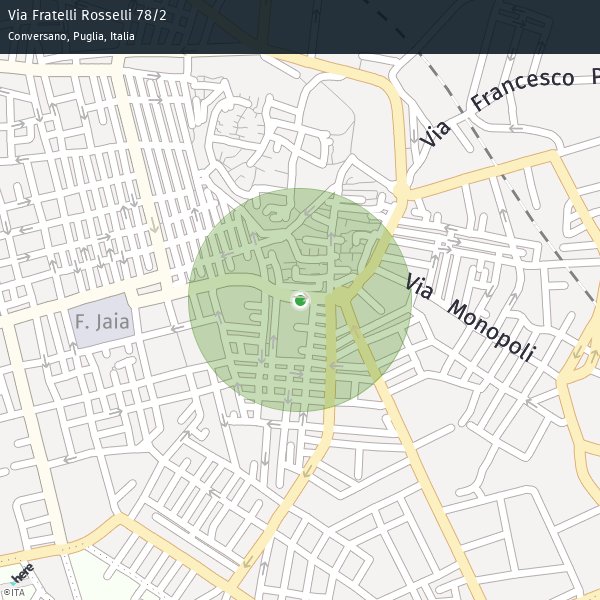 Via Fratelli Rosselli 78/2
Conversano, Puglia, Italia
Via Francesco P
Via Monopoli
F. Jaia
here
©ITA